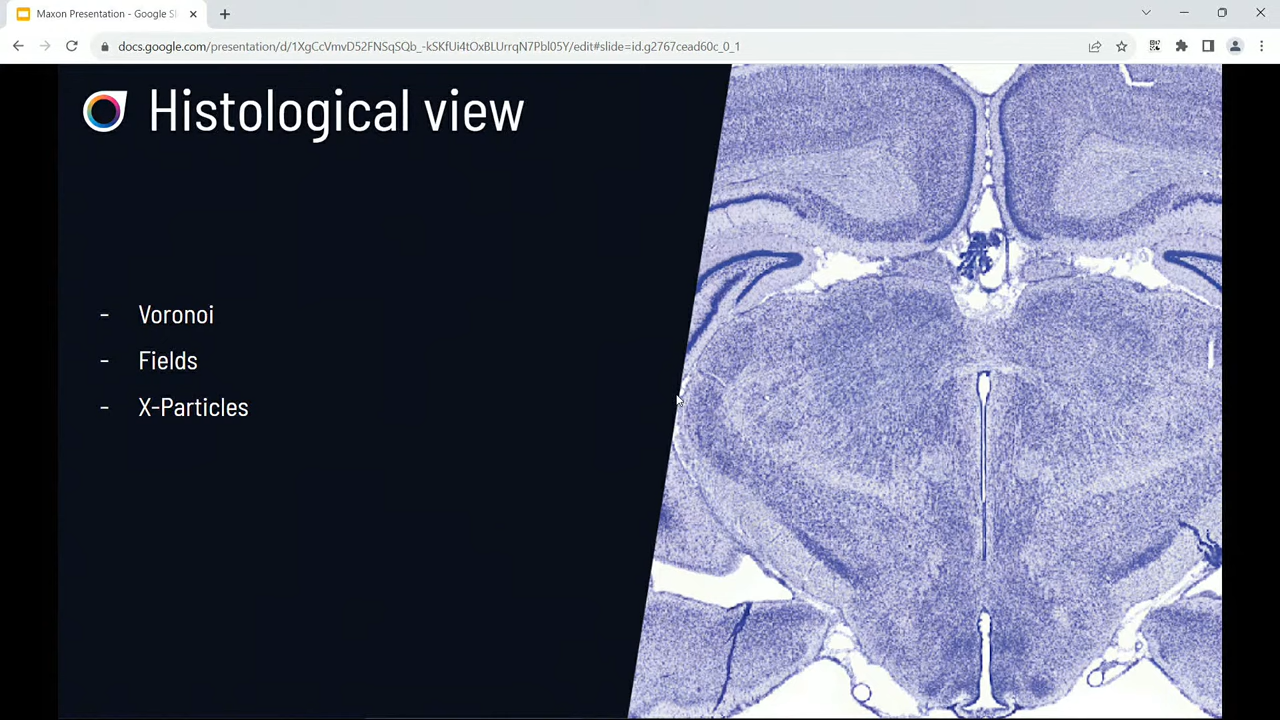 Maxon Presentation - Google Sl
docs.google.com/presentation/d/1XgCcVmvD52FNSqSQb_-kSKfUi4tOxBLUrrqN7Pbl05Y/edit#slide=id.g2767cead60c_0_1
Histological view
- Voronoi
- Fields
- X-Particles